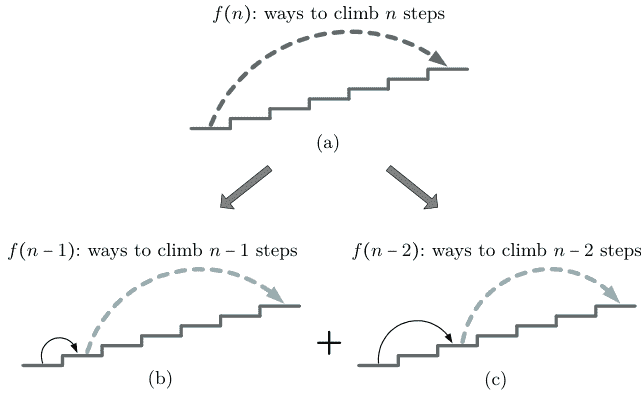 f(n): ways to climb n steps
(a)
f(n − 1): ways to climb n − 1 steps
f(n − 2): ways to climb n − 2 steps
+
(b)
(c)